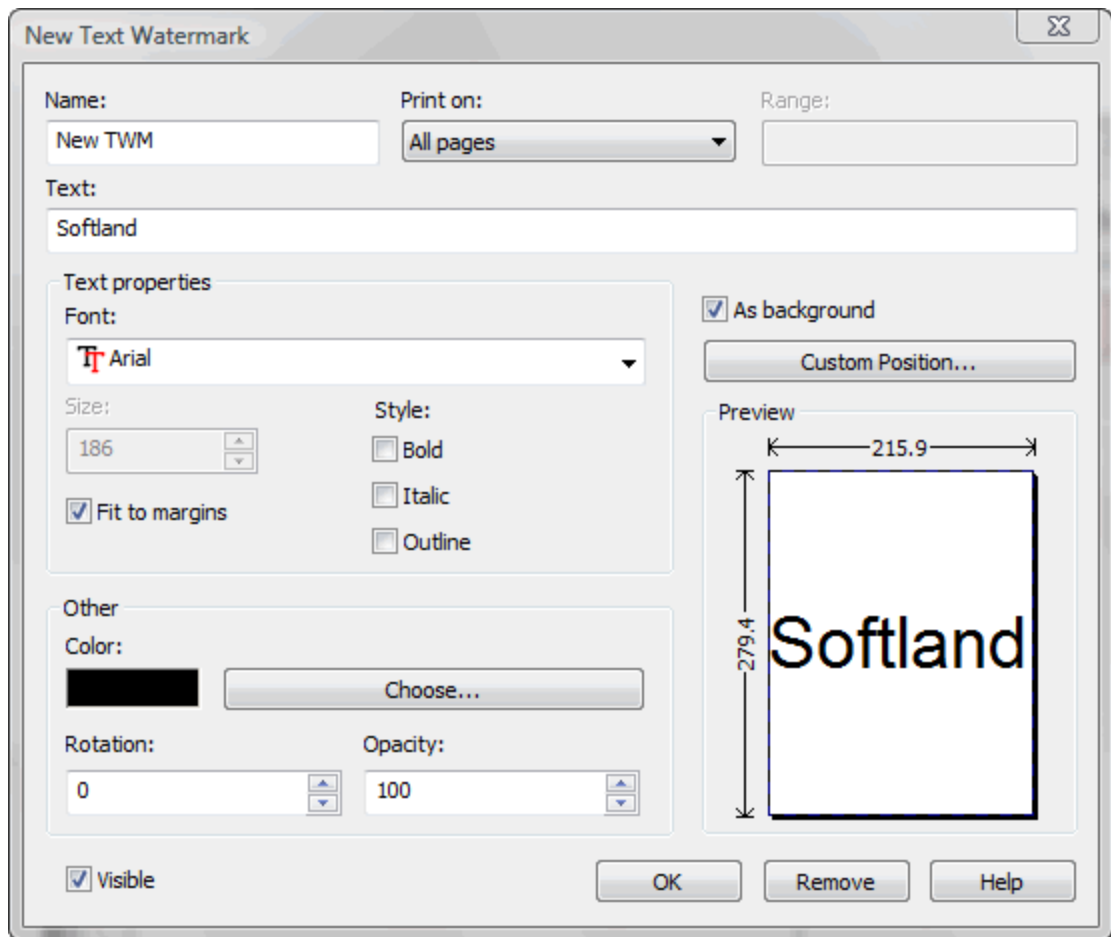 New Text Watermark
Name:
Print on:
Range:
New TWM
All pages
Text:
Softland
Text properties
Font:
As background
Arial
Custom Position...
Size:
Style:
Preview
186
Bold
215.9
Italic
Fit to margins
Outline
279.4
Softland
Other
Color:
Choose...
Rotation:
Opacity:
0
100
Visible
OK
Remove
Help